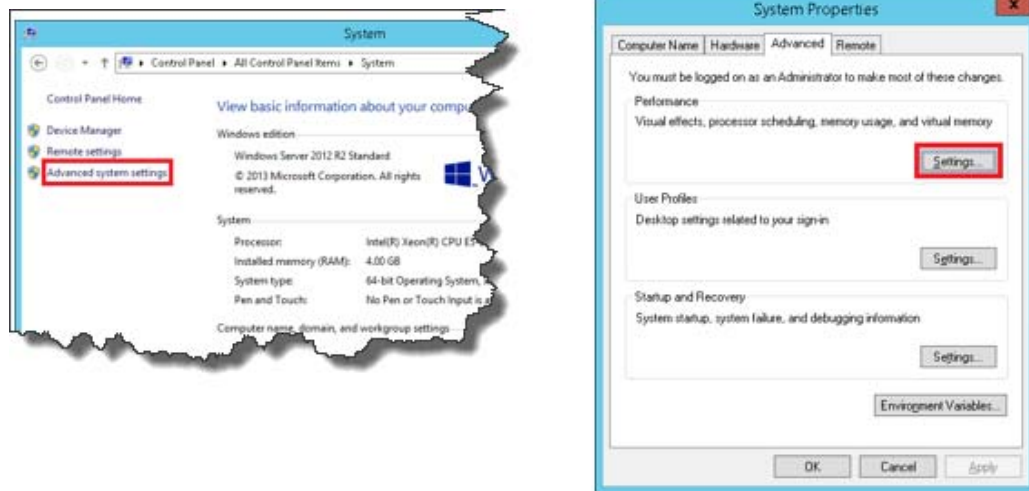 System
Control Panel ▸ All Control Panel Items ▸ System
Control Panel Home
Device Manager
Remote settings
Advanced system settings
View basic information about your
Windows edition
Windows Server 2012 R2 Standard
© 2013 Microsoft Corporation. All rights
reserved.
System
Processor: Intel(R) Xeon(R) CPU
Installed memory (RAM): 4.00 GB
System type: 64-bit Operating System,
Pen and Touch: No Pen or Touch Input is
Computer name, domain, and workgroup settings
System Properties
x
Computer Name Hardware Advanced Remote
You must be logged on as an Administrator to make most of these changes.
Performance
Visual effects, processor scheduling, memory usage, and virtual memory
Settings...
User Profiles
Desktop settings related to your sign-in
Settings...
Startup and Recovery
System startup, system failure, and debugging information
Settings...
Environment Variables...
OK Cancel Apply